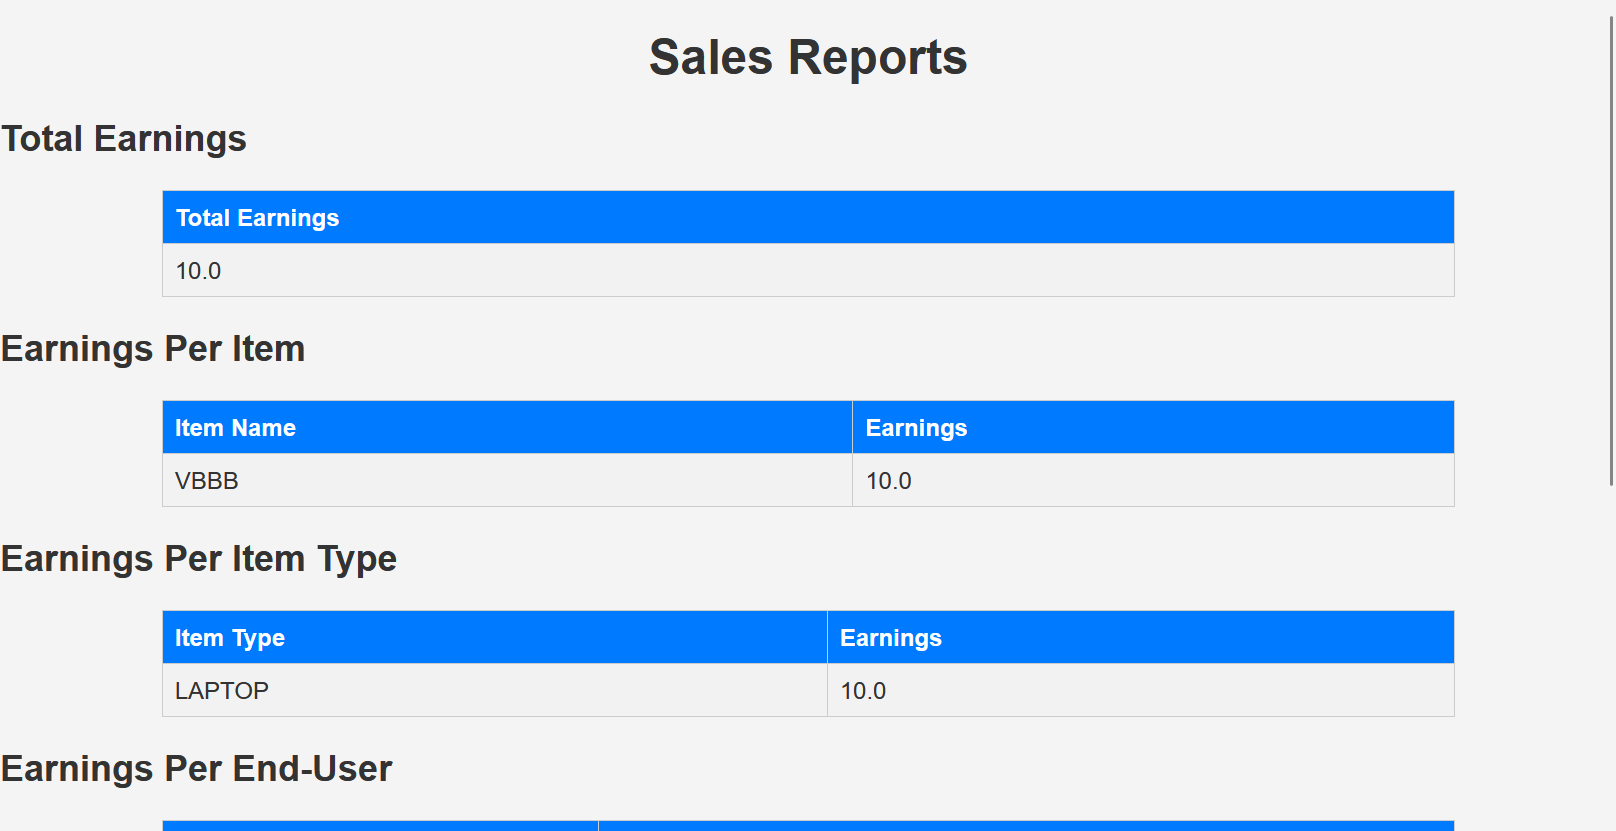 Sales Reports
Total Earnings
Total Earnings
10.0
Earnings Per Item
Item Name Earnings
VBBB 10.0
Earnings Per Item Type
Item Type Earnings
LAPTOP 10.0
Earnings Per End-User